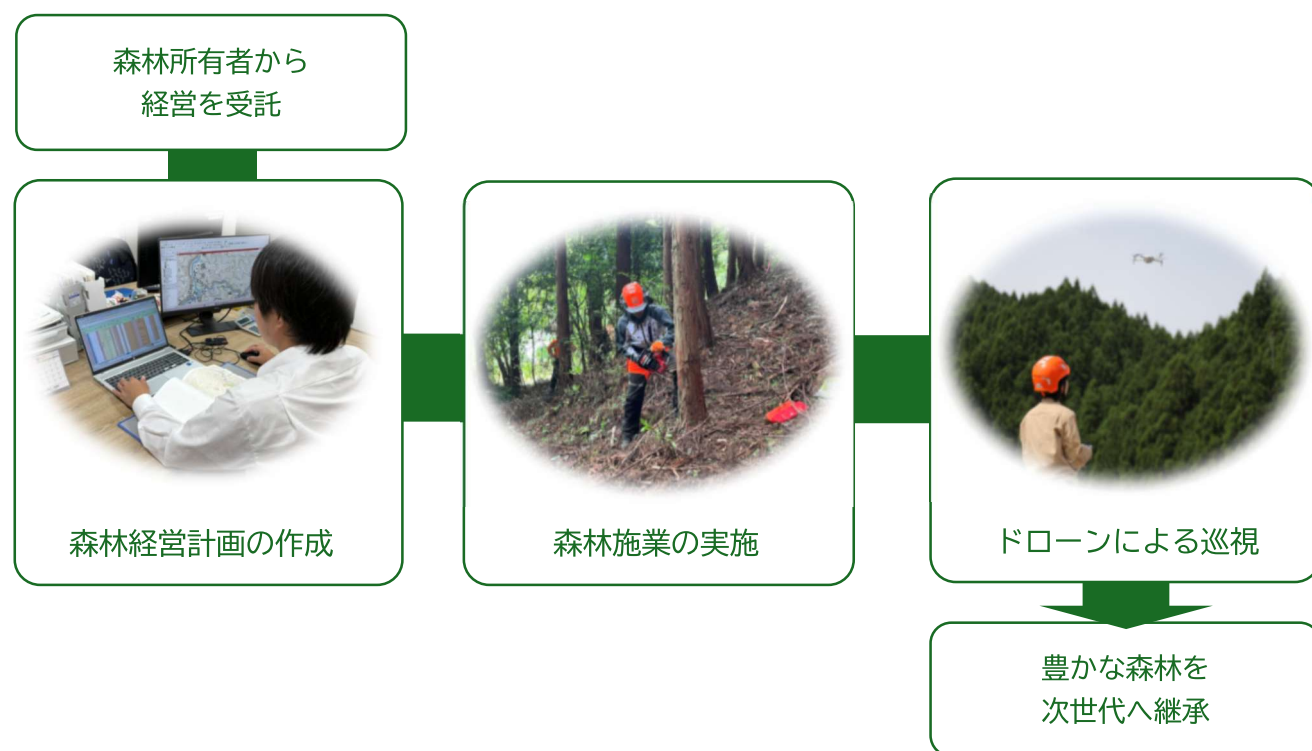 森林所有者から
経営を受託
森林経営計画の作成
森林施業の実施
ドローンによる巡視
豊かな森林を
次世代へ継承